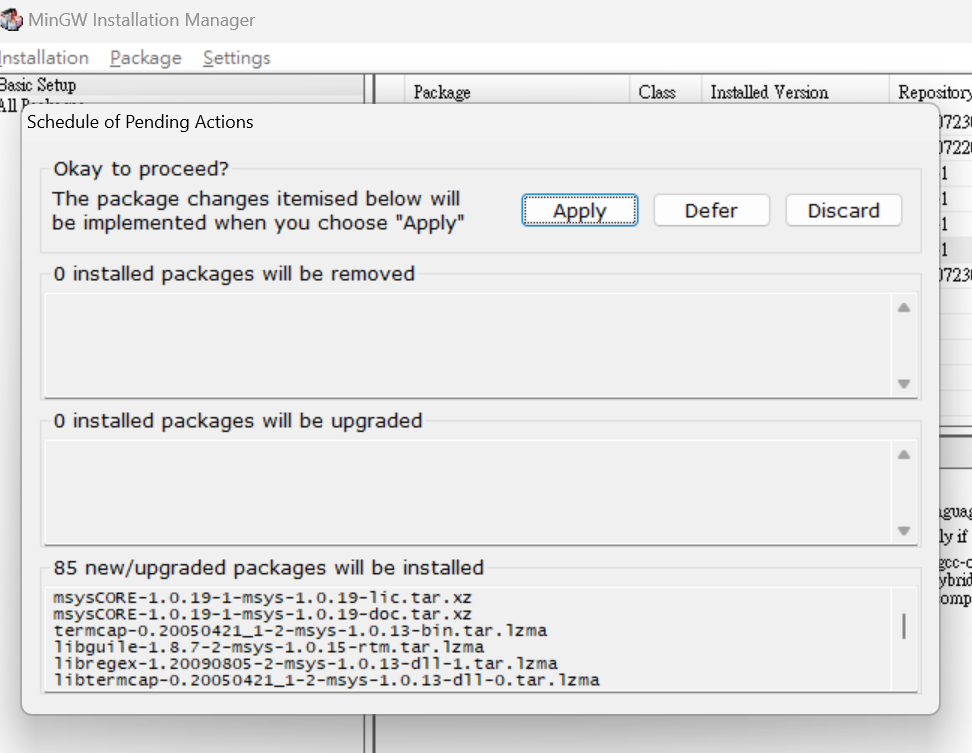 MinGW Installation Manager
Installation Package Settings
Basic Setup
Package Class Installed Version Repository
All
Schedule of Pending Actions
Okay to proceed?
The package changes itemised below will
be implemented when you choose "Apply"
Apply Defer Discard
0 installed packages will be removed
0 installed packages will be upgraded
85 new/upgraded packages will be installed
msysCORE-1.0.19-1-msys-1.0.19-lic.tar.xz
msysCORE-1.0.19-1-msys-1.0.19-doc.tar.xz
termcap-0.20050421_1-2-msys-1.0.13-bin.tar.lzma
libguile-1.8.7-2-msys-1.0.15-rtm.tar.lzma
libregex-1.20090805-2-msys-1.0.13-dll-1.tar.lzma
libtermcap-0.20050421_1-2-msys-1.0.13-dll-0.tar.lzma